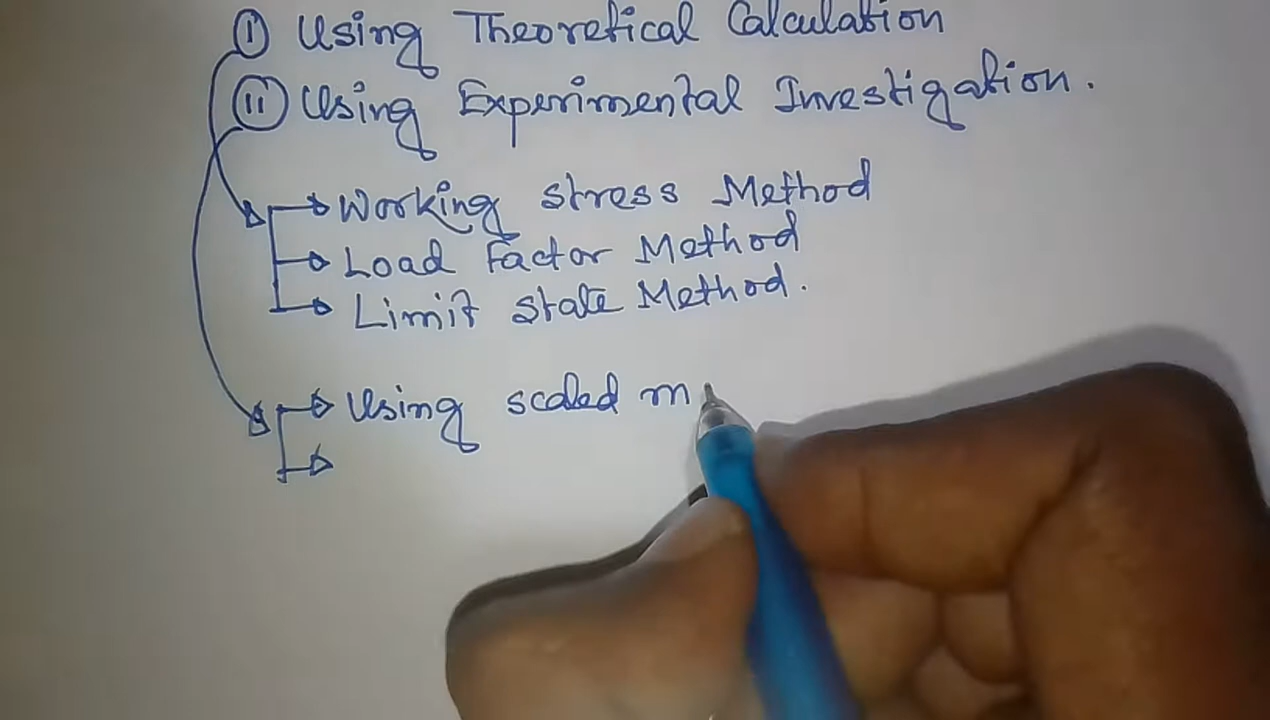 (I) Using Theoretical Calculation
(II) Using Experimental Investigation.
Working stress Method
Load Factor Method
Limit State Method.
Using scaled m